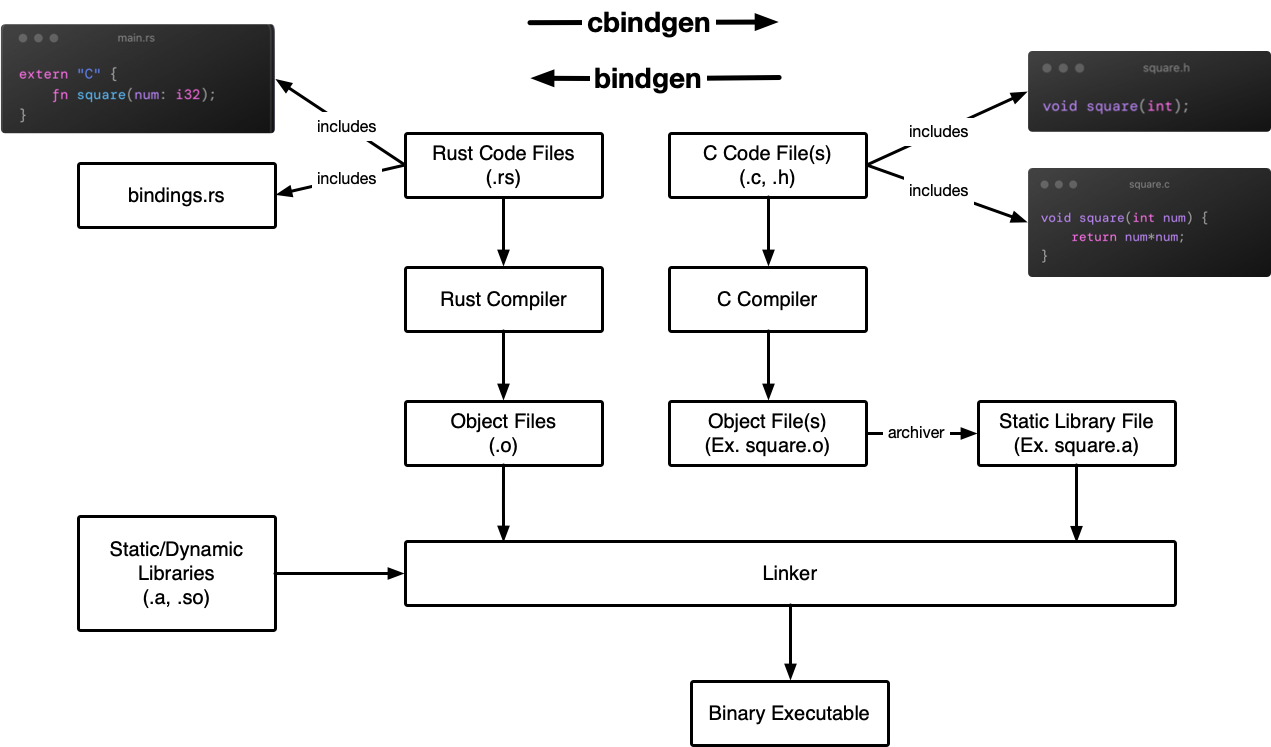 cbindgen
bindgen
main.rs
extern "C" {
    fn square(num: i32);
}
square.h
void square(int);
includes
includes
includes
includes
Rust Code Files
(.rs)
C Code File(s)
(.c, .h)
bindings.rs
square.c
void square(int num) {
    return num*num;
}
Rust Compiler
C Compiler
Object Files
(.o)
Object File(s)
(Ex. square.o)
archiver
Static Library File
(Ex. square.a)
Static/Dynamic
Libraries
(.a, .so)
Linker
Binary Executable